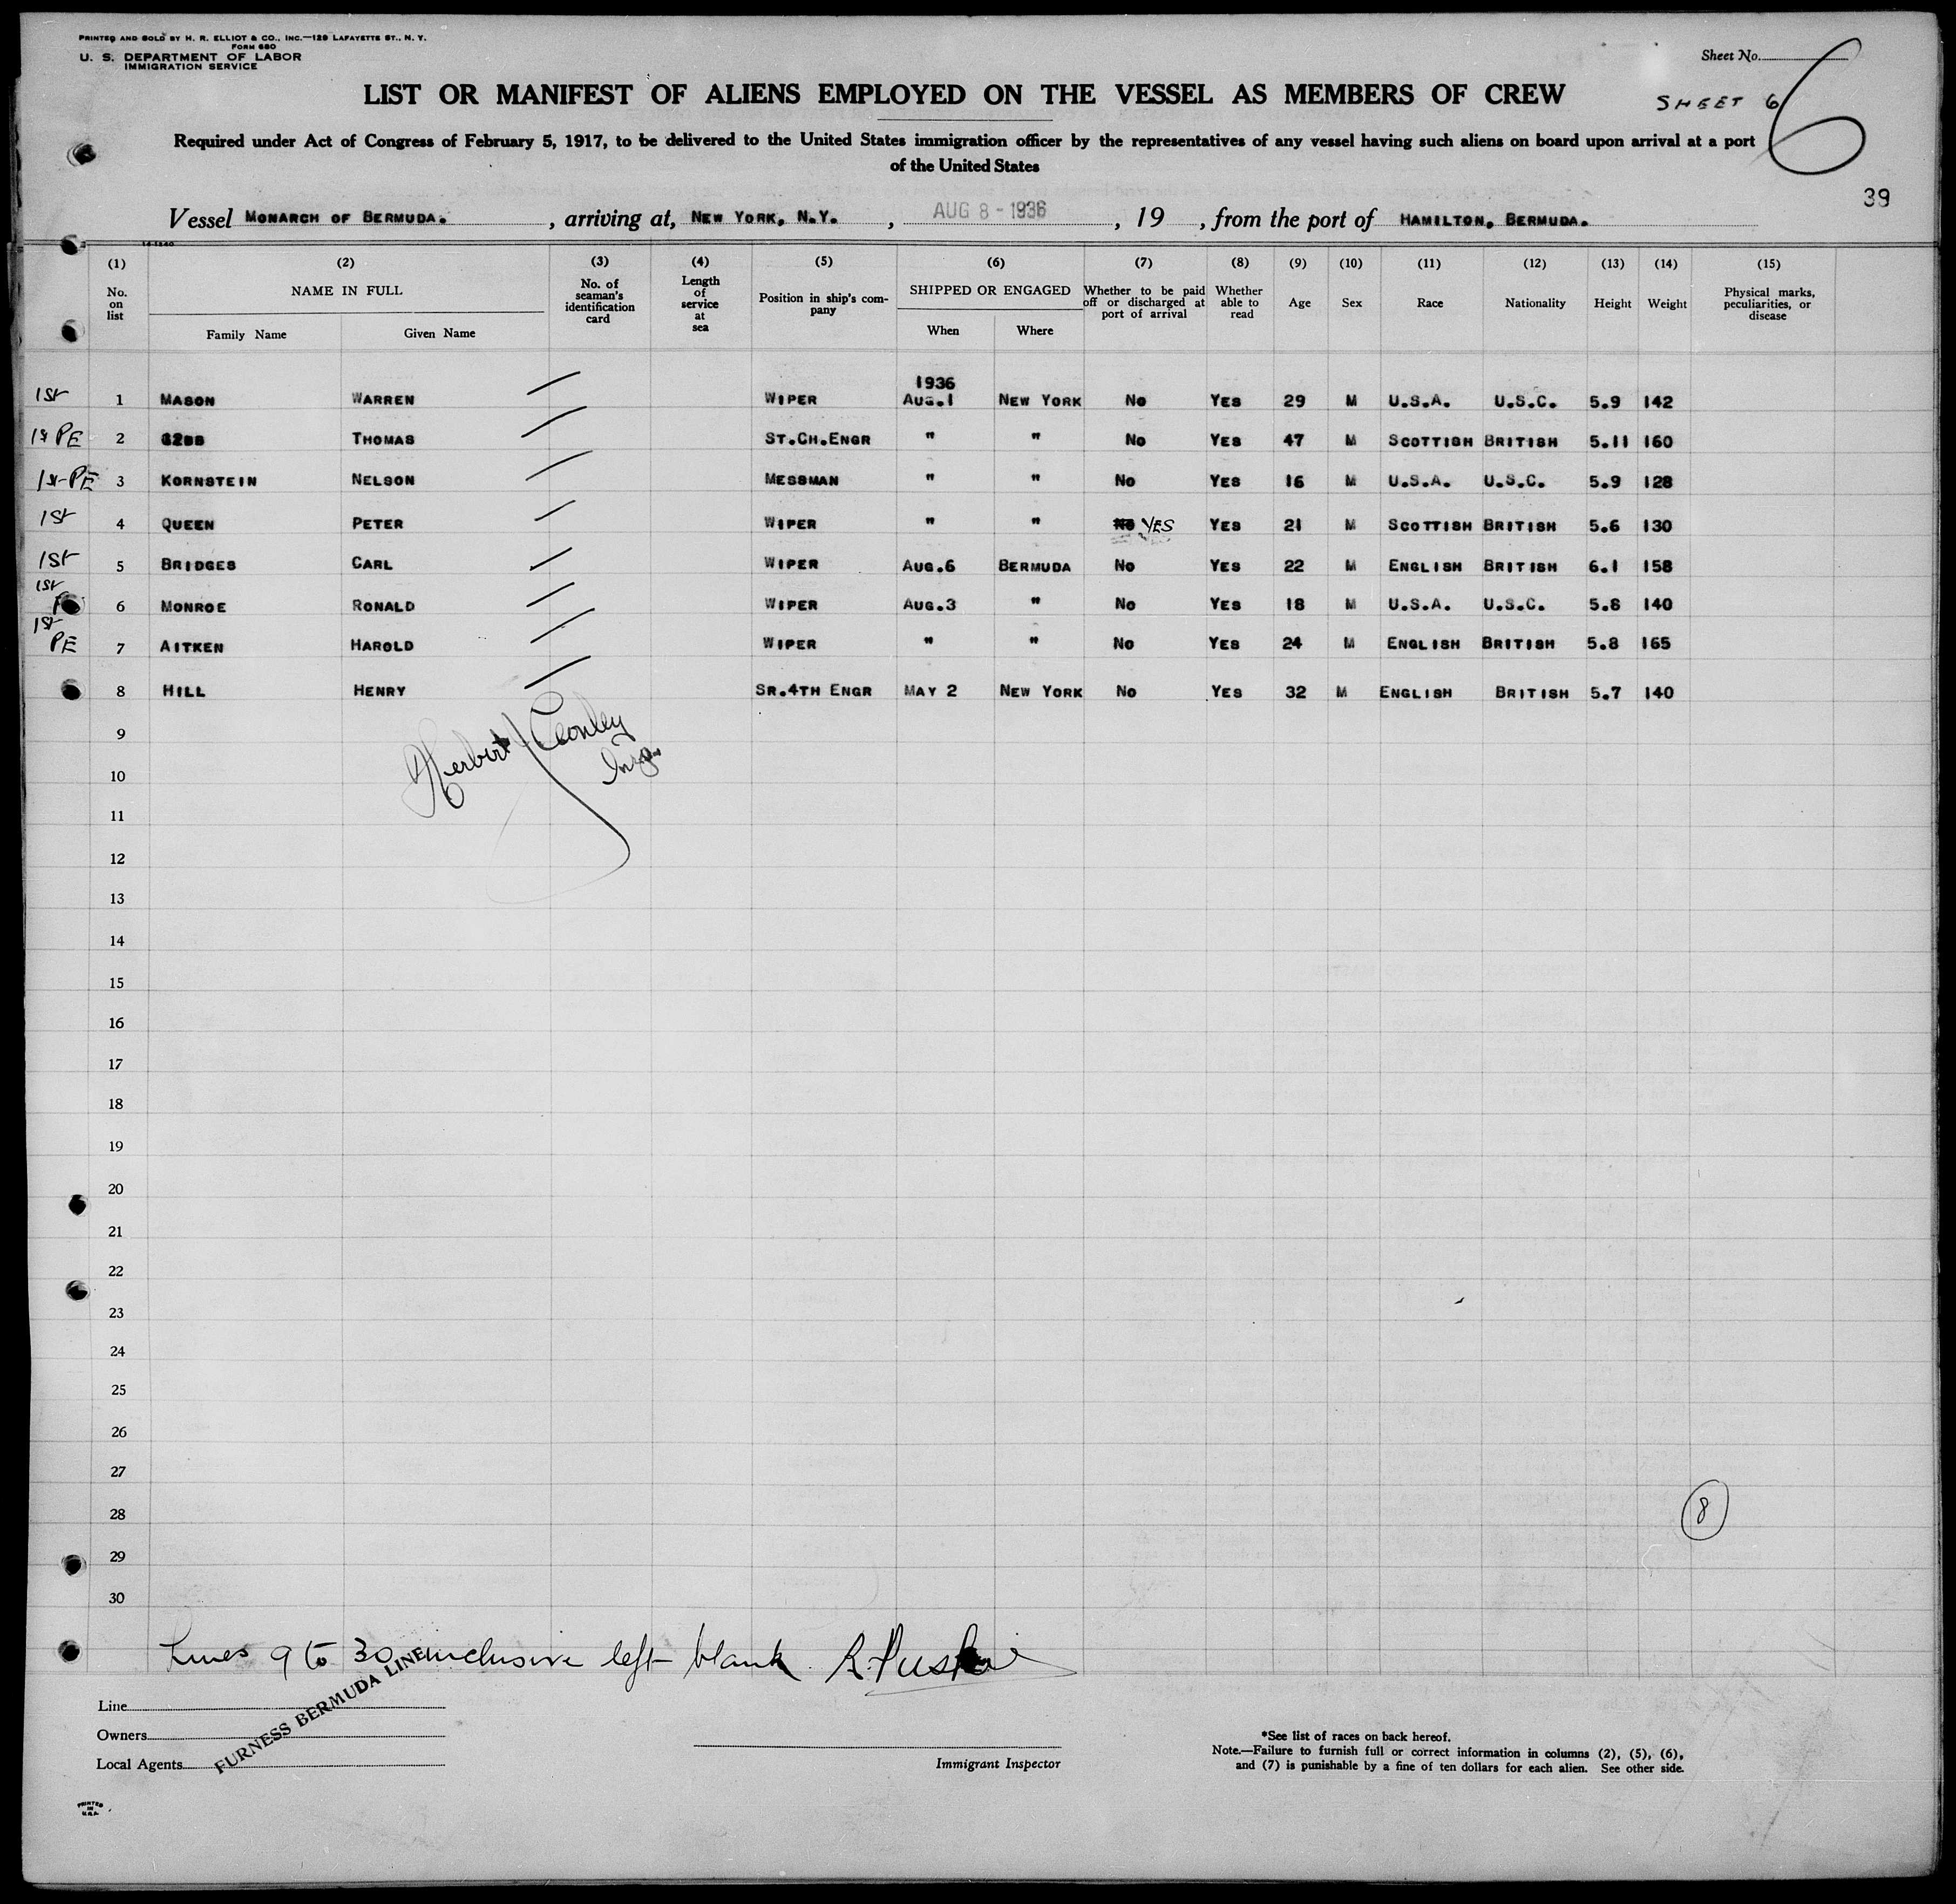 PRINTED AND SOLD BY H. R. ELLIOT & CO., INC.—129 LAFAYETTE ST., N. Y.
FORM 680
U. S. DEPARTMENT OF LABOR
IMMIGRATION SERVICE
Sheet No.
LIST OR MANIFEST OF ALIENS EMPLOYED ON THE VESSEL AS MEMBERS OF CREW
SHEET 6
6
Required under Act of Congress of February 5, 1917, to be delivered to the United States immigration officer by the representatives of any vessel having such aliens on board upon arrival at a port
of the United States
39
Vessel MONARCH OF BERMUDA. , arriving at, NEW YORK, N.Y. , AUG 8 - 1936 , 19 , from the port of HAMILTON, BERMUDA.
(1) (2) (3) (4) (5) (6) (7) (8) (9) (10) (11) (12) (13) (14) (15)
No. on list NAME IN FULL Family Name Given Name No. of seaman's identification card Length of service at sea Position in ship's company SHIPPED OR ENGAGED When Where Whether to be paid off or discharged at port of arrival Whether able to read Age Sex Race Nationality Height Weight Physical marks, peculiarities, or disease
1936
1st 1 MASON WARREN WIPER AUG.1 NEW YORK NO YES 29 M U.S.A. U.S.C. 5.9 142
1st PE 2 THOMAS ST.CH.ENGR " " NO YES 47 M SCOTTISH BRITISH 5.11 160
1st-PE 3 KORNSTEIN NELSON MESSMAN " " NO YES 16 M U.S.A. U.S.C. 5.9 128
1st 4 QUEEN PETER WIPER " " NO YES YES 21 M SCOTTISH BRITISH 5.6 130
1st 5 BRIDGES CARL WIPER AUG.6 BERMUDA NO YES 22 M ENGLISH BRITISH 6.1 158
1st 6 MONROE RONALD WIPER AUG.3 " NO YES 18 M U.S.A. U.S.C. 5.8 140
1st PE 7 AITKEN HAROLD WIPER " " NO YES 24 M ENGLISH BRITISH 5.8 165
8 HILL HENRY SR.4TH ENGR MAY 2 NEW YORK NO YES 32 M ENGLISH BRITISH 5.7 140
9
Herbert Conley
Insp.
10
11
12
13
14
15
16
17
18
19
20
21
22
23
24
25
26
27
28
8
29
30
Lines 9 to 30 inclusive left blank.
Line
Owners
Local Agents
FURNESS BERMUDA LINE
Immigrant Inspector
*See list of races on back hereof.
Note.—Failure to furnish full or correct information in columns (2), (5), (6),
and (7) is punishable by a fine of ten dollars for each alien. See other side.
PRINTED
IN
U.S.A.